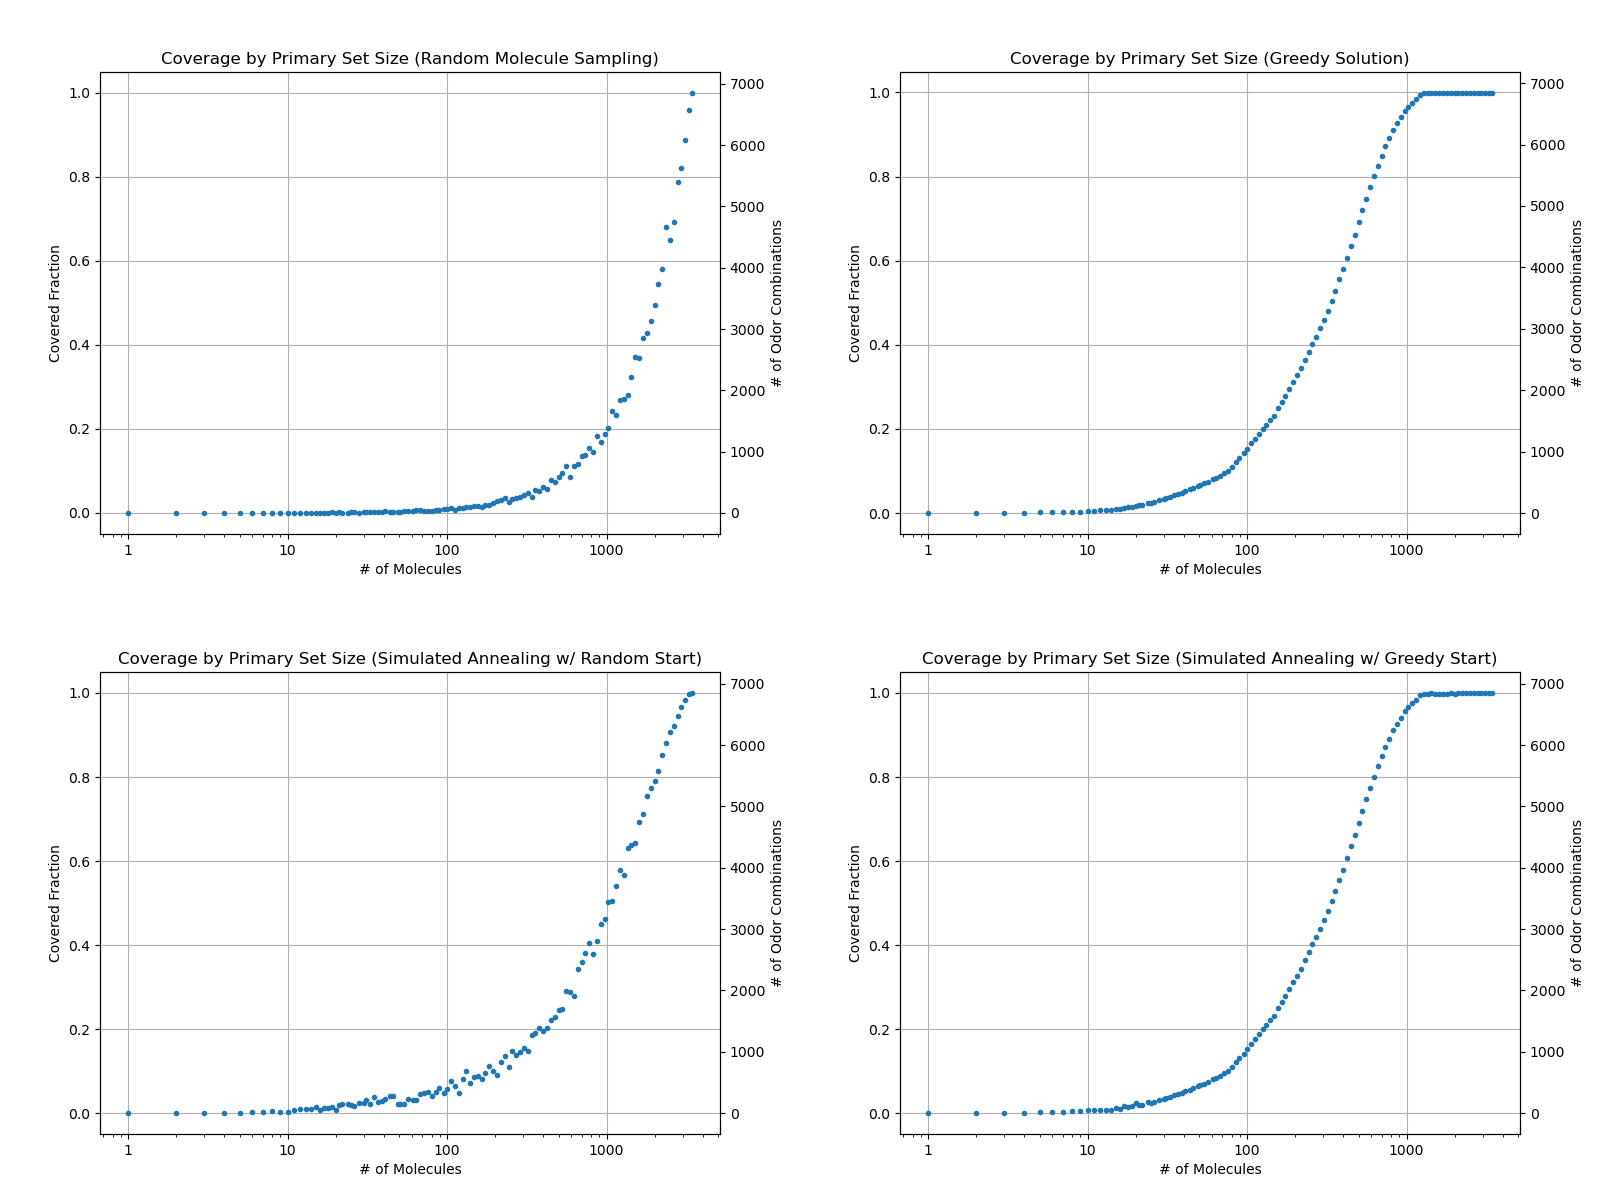 Coverage by Primary Set Size (Random Molecule Sampling)
1.0
0.8
0.6
0.4
0.2
0.0
Covered Fraction
7000
6000
5000
4000
3000
2000
1000
0
# of Odor Combinations
1 10 100 1000
# of Molecules
Coverage by Primary Set Size (Greedy Solution)
1.0
0.8
0.6
0.4
0.2
0.0
Covered Fraction
7000
6000
5000
4000
3000
2000
1000
0
# of Odor Combinations
1 10 100 1000
# of Molecules
Coverage by Primary Set Size (Simulated Annealing w/ Random Start)
1.0
0.8
0.6
0.4
0.2
0.0
Covered Fraction
7000
6000
5000
4000
3000
2000
1000
0
# of Odor Combinations
1 10 100 1000
# of Molecules
Coverage by Primary Set Size (Simulated Annealing w/ Greedy Start)
1.0
0.8
0.6
0.4
0.2
0.0
Covered Fraction
7000
6000
5000
4000
3000
2000
1000
0
# of Odor Combinations
1 10 100 1000
# of Molecules